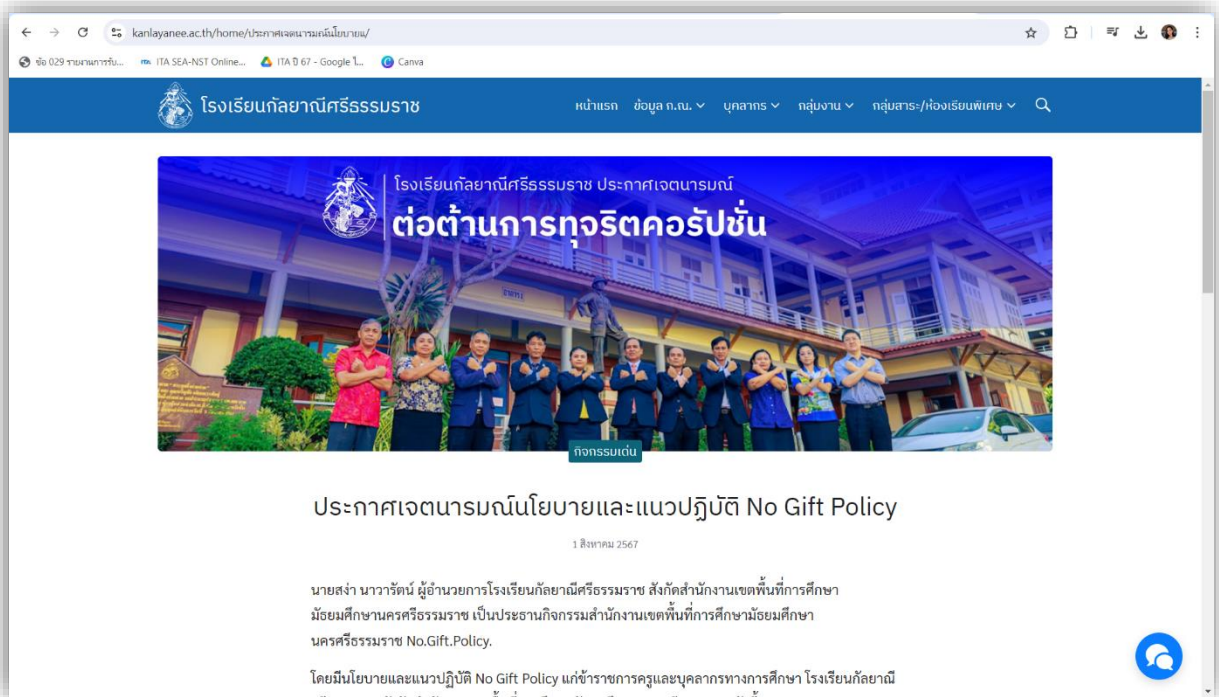 kanlayanee.ac.th/home/ประกาศเจตนารมณ์นโยบายแ/
ข้อ 029 รายงานการรับ...
ITA SEA-NST Online...
ITA ปี 67 - Google ไ...
Canva
โรงเรียนกัลยาณีศรีธรรมราช
หน้าแรก ข้อมูล ก.ณ. บุคลากร กลุ่มงาน กลุ่มสาระ/ห้องเรียนพิเศษ
โรงเรียนกัลยาณีศรีธรรมราช ประกาศเจตนารมณ์
ต่อต้านการทุจริตคอรัปชั่น
กิจกรรมเด่น
ประกาศเจตนารมณ์นโยบายและแนวปฏิบัติ No Gift Policy
1 สิงหาคม 2567
นายสง่า นาวารัตน์ ผู้อำนวยการโรงเรียนกัลยาณีศรีธรรมราช สังกัดสำนักงานเขตพื้นที่การศึกษา
มัธยมศึกษานครศรีธรรมราช เป็นประธานกิจกรรมสำนักงานเขตพื้นที่การศึกษามัธยมศึกษา
นครศรีธรรมราช No.Gift.Policy.
โดยมีนโยบายและแนวปฏิบัติ No Gift Policy แก่ข้าราชการครูและบุคลากรทางการศึกษา โรงเรียนกัลยาณี